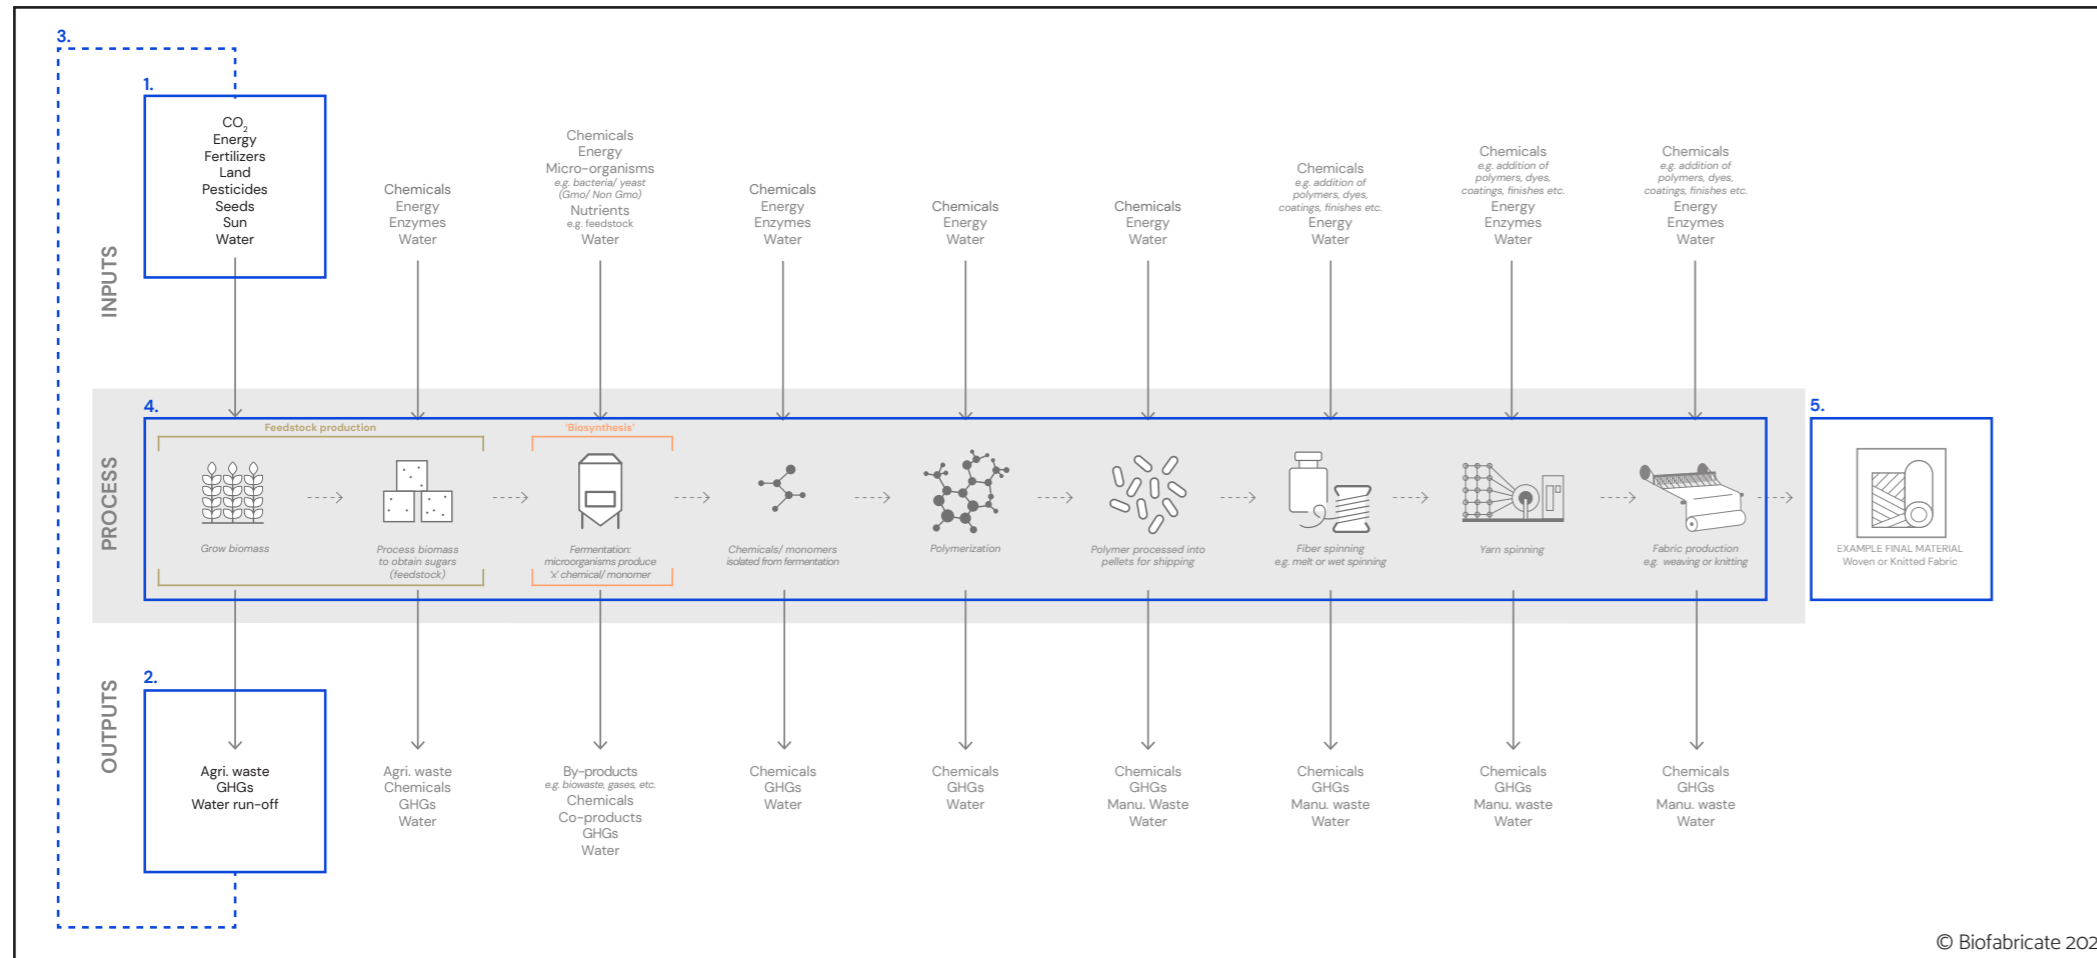 3.
1.
CO2
Energy
Fertilizers
Land
Pesticides
Seeds
Sun
Water
Chemicals
Energy
Enzymes
Water
Chemicals
Energy
Micro-organisms
e.g. bacteria/ yeast
(Gmo/ Non Gmo)
Nutrients
e.g. feedstock
Water
Chemicals
Energy
Enzymes
Water
Chemicals
Energy
Water
Chemicals
Energy
Water
Chemicals
e.g. addition of
polymers, dyes,
coatings, finishes etc.
Energy
Water
Chemicals
e.g. addition of
polymers, dyes,
coatings, finishes etc.
Energy
Enzymes
Water
Chemicals
e.g. addition of
polymers, dyes,
coatings, finishes etc.
Energy
Enzymes
Water
INPUTS
PROCESS
4.
Feedstock production
'Biosynthesis'
Grow biomass
Process biomass
to obtain sugars
(feedstock)
Fermentation:
microorganisms produce
'x' chemical/ monomer
Chemicals/ monomers
isolated from fermentation
Polymerization
Polymer processed into
pellets for shipping
Fiber spinning
e.g. melt or wet spinning
Yarn spinning
Fabric production
e.g. weaving or knitting
5.
EXAMPLE FINAL MATERIAL
Woven or Knitted Fabric
OUTPUTS
2.
Agri. waste
GHGs
Water run-off
Agri. waste
Chemicals
GHGs
Water
By-products
e.g. biowaste, gases, etc.
Chemicals
Co-products
GHGs
Water
Chemicals
GHGs
Water
Chemicals
GHGs
Water
Chemicals
GHGs
Manu. Waste
Water
Chemicals
GHGs
Manu. waste
Water
Chemicals
GHGs
Manu. waste
Water
Chemicals
GHGs
Manu. waste
Water
© Biofabricate 202